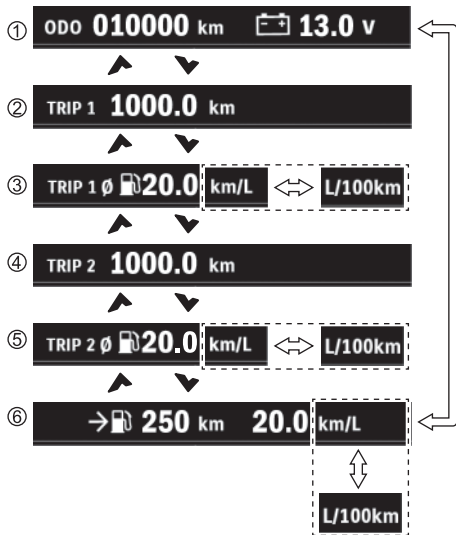 ① ODO 010000 km 13.0 V
② TRIP 1 1000.0 km
③ TRIP 1 Ø 20.0 km/L L/100km
④ TRIP 2 1000.0 km
⑤ TRIP 2 Ø 20.0 km/L L/100km
⑥ 250 km 20.0 km/L
L/100km